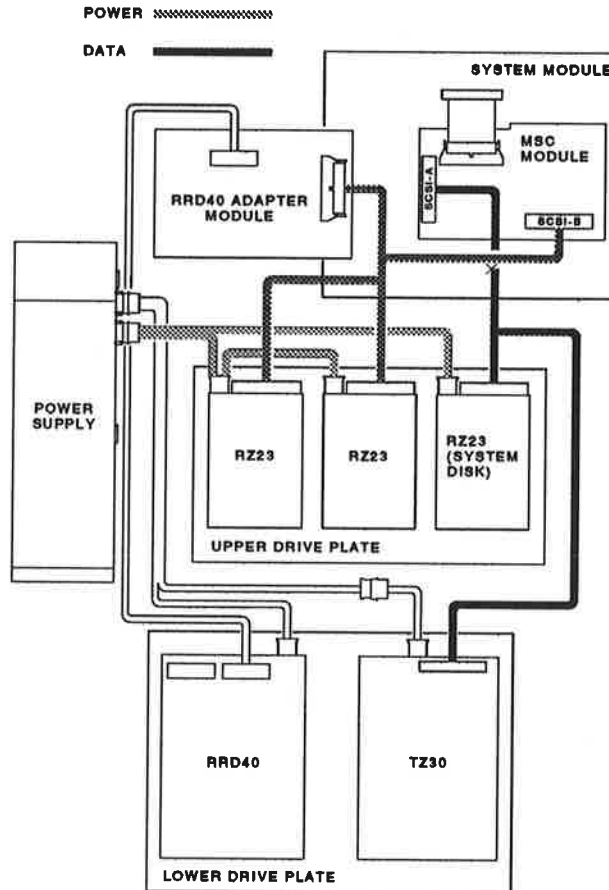 POWER
DATA
SYSTEM MODULE
MSC
MODULE
SCSI-A
SCSI-B
RRD40 ADAPTER
MODULE
POWER
SUPPLY
RZ23
RZ23
RZ23
(SYSTEM
DISK)
UPPER DRIVE PLATE
RRD40
TZ30
LOWER DRIVE PLATE